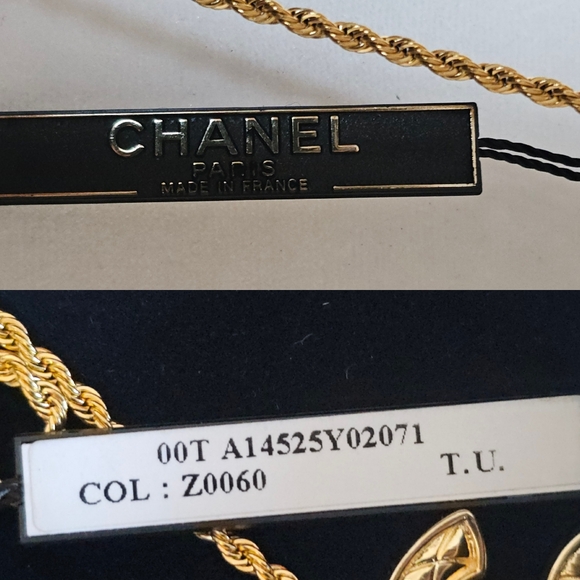 CHANEL
PARIS
MADE IN FRANCE
00T A14525Y02071
COL : Z0060
T.U.